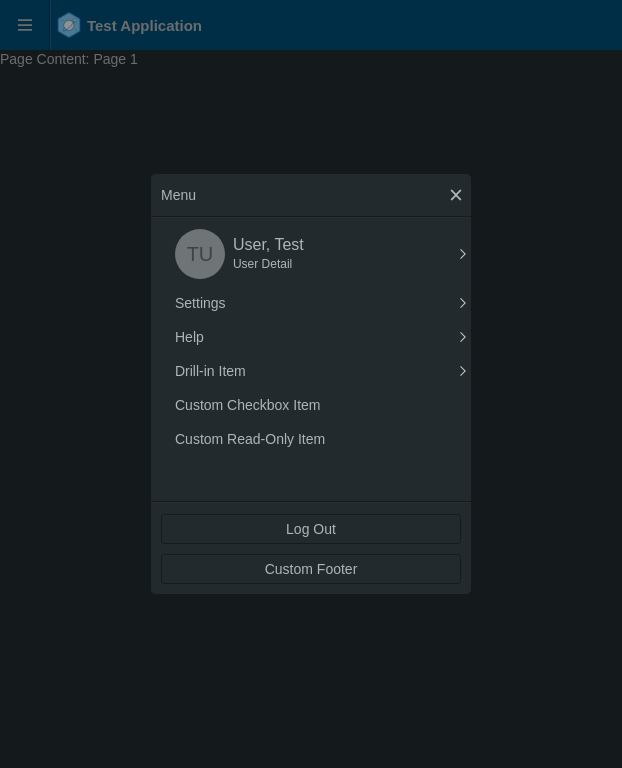 Test Application
Page Content: Page 1
Menu
TU
User, Test
User Detail
Settings
Help
Drill-in Item
Custom Checkbox Item
Custom Read-Only Item
Log Out
Custom Footer